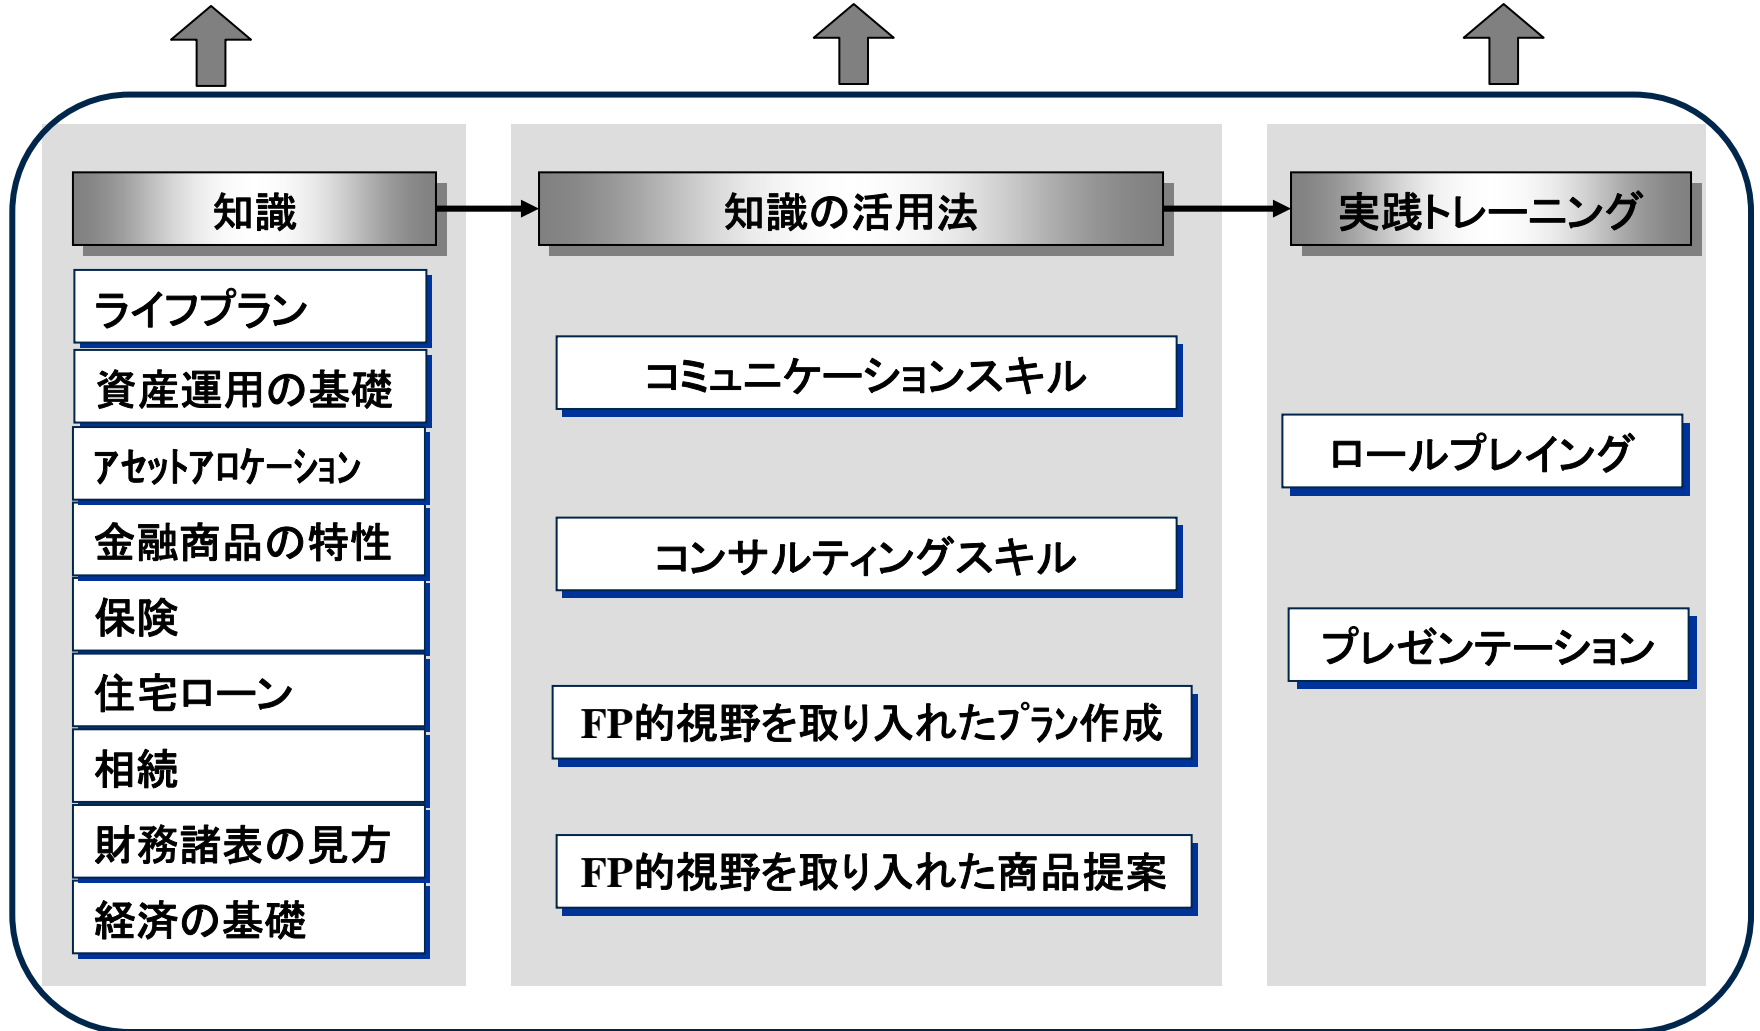 知識
ライフプラン
資産運用の基礎
アセットアロケーション
金融商品の特性
保険
住宅ローン
相続
財務諸表の見方
経済の基礎
知識の活用法
コミュニケーションスキル
コンサルティングスキル
FP的視野を取り入れたプラン作成
FP的視野を取り入れた商品提案
実践トレーニング
ロールプレイング
プレゼンテーション